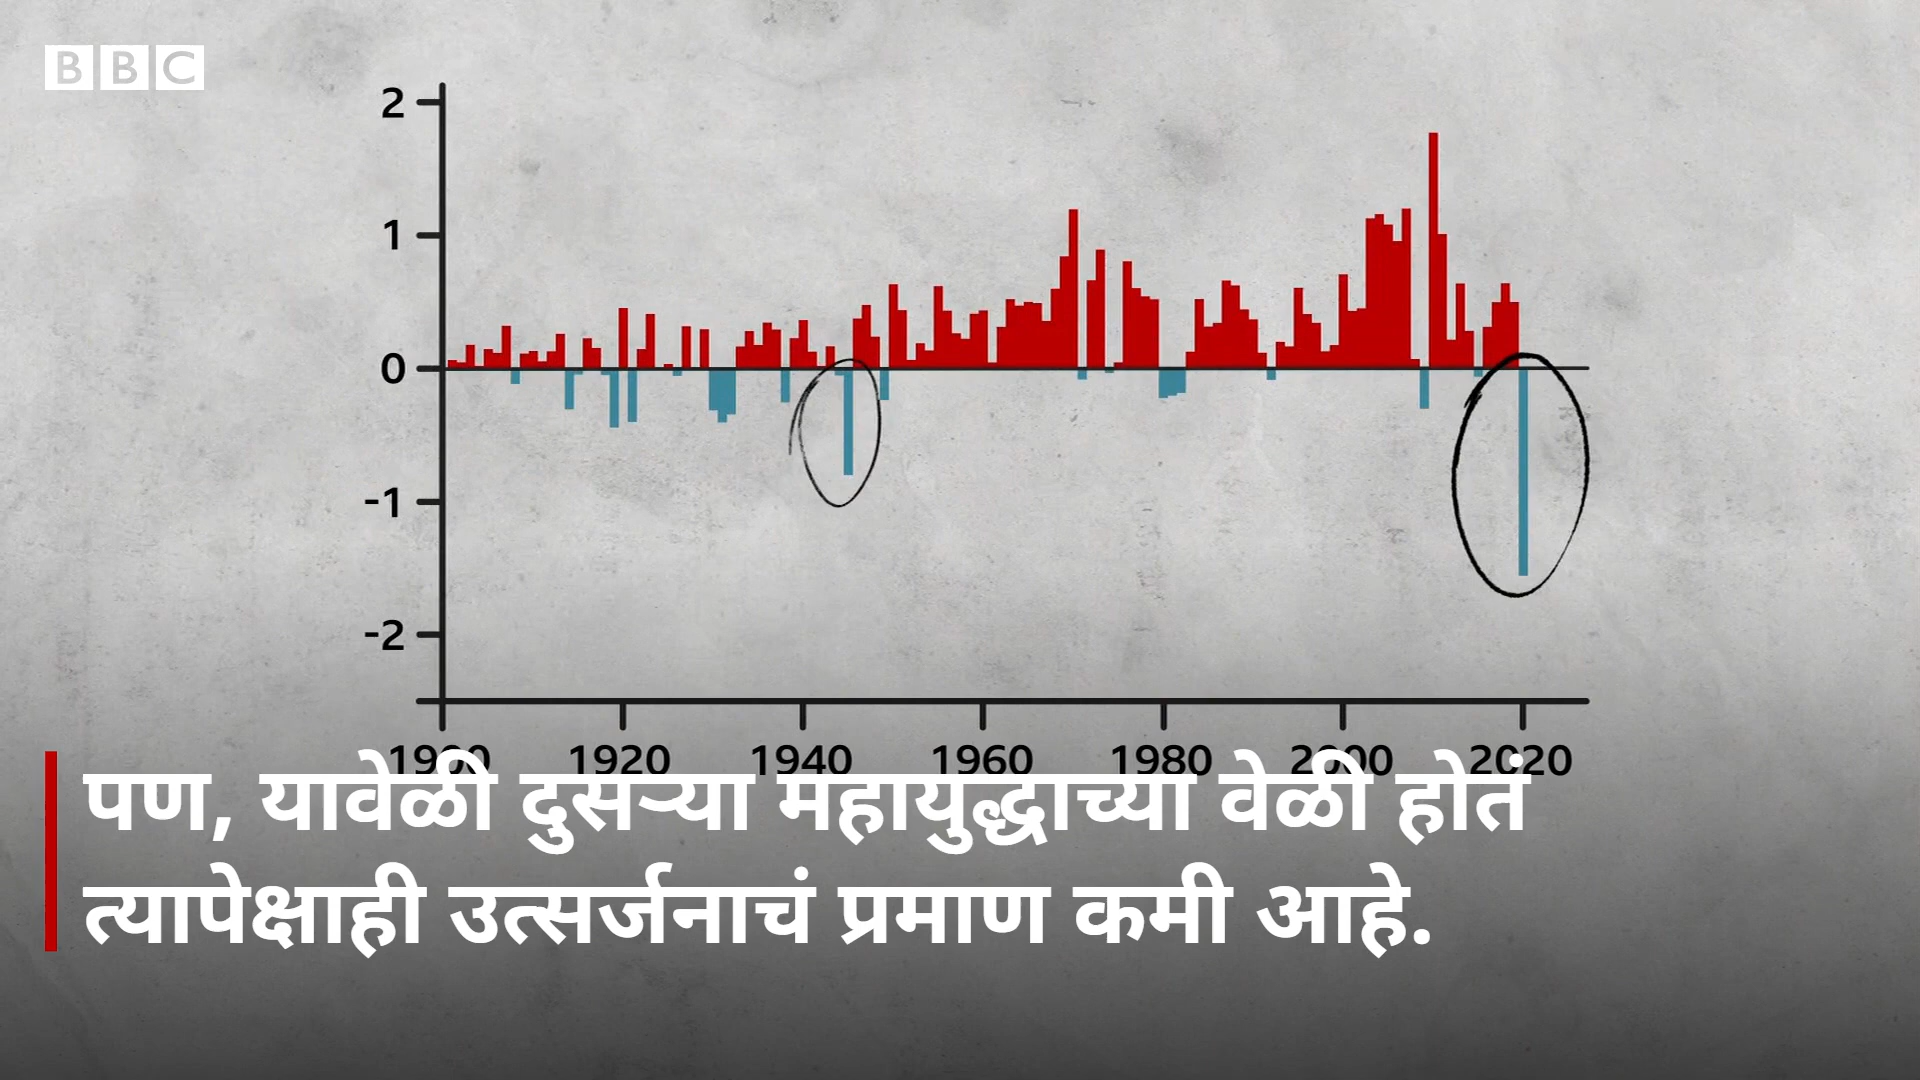 BBC
2
1
0
-1
-2
1900 1920 1940 1960 1980 2000 2020
पण, यावेळी दुसऱ्या महायुद्धाच्या वेळी होतं
त्यापेक्षाही उत्सर्जनाचं प्रमाण कमी आहे.